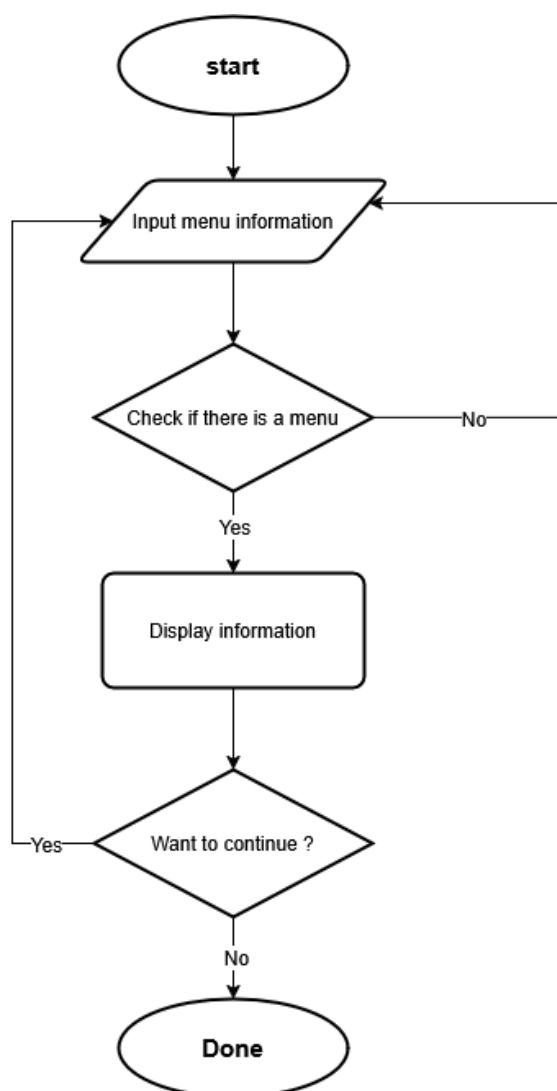 start
Input menu information
Check if there is a menu
No
Yes
Display information
Want to continue ?
Yes
No
Done